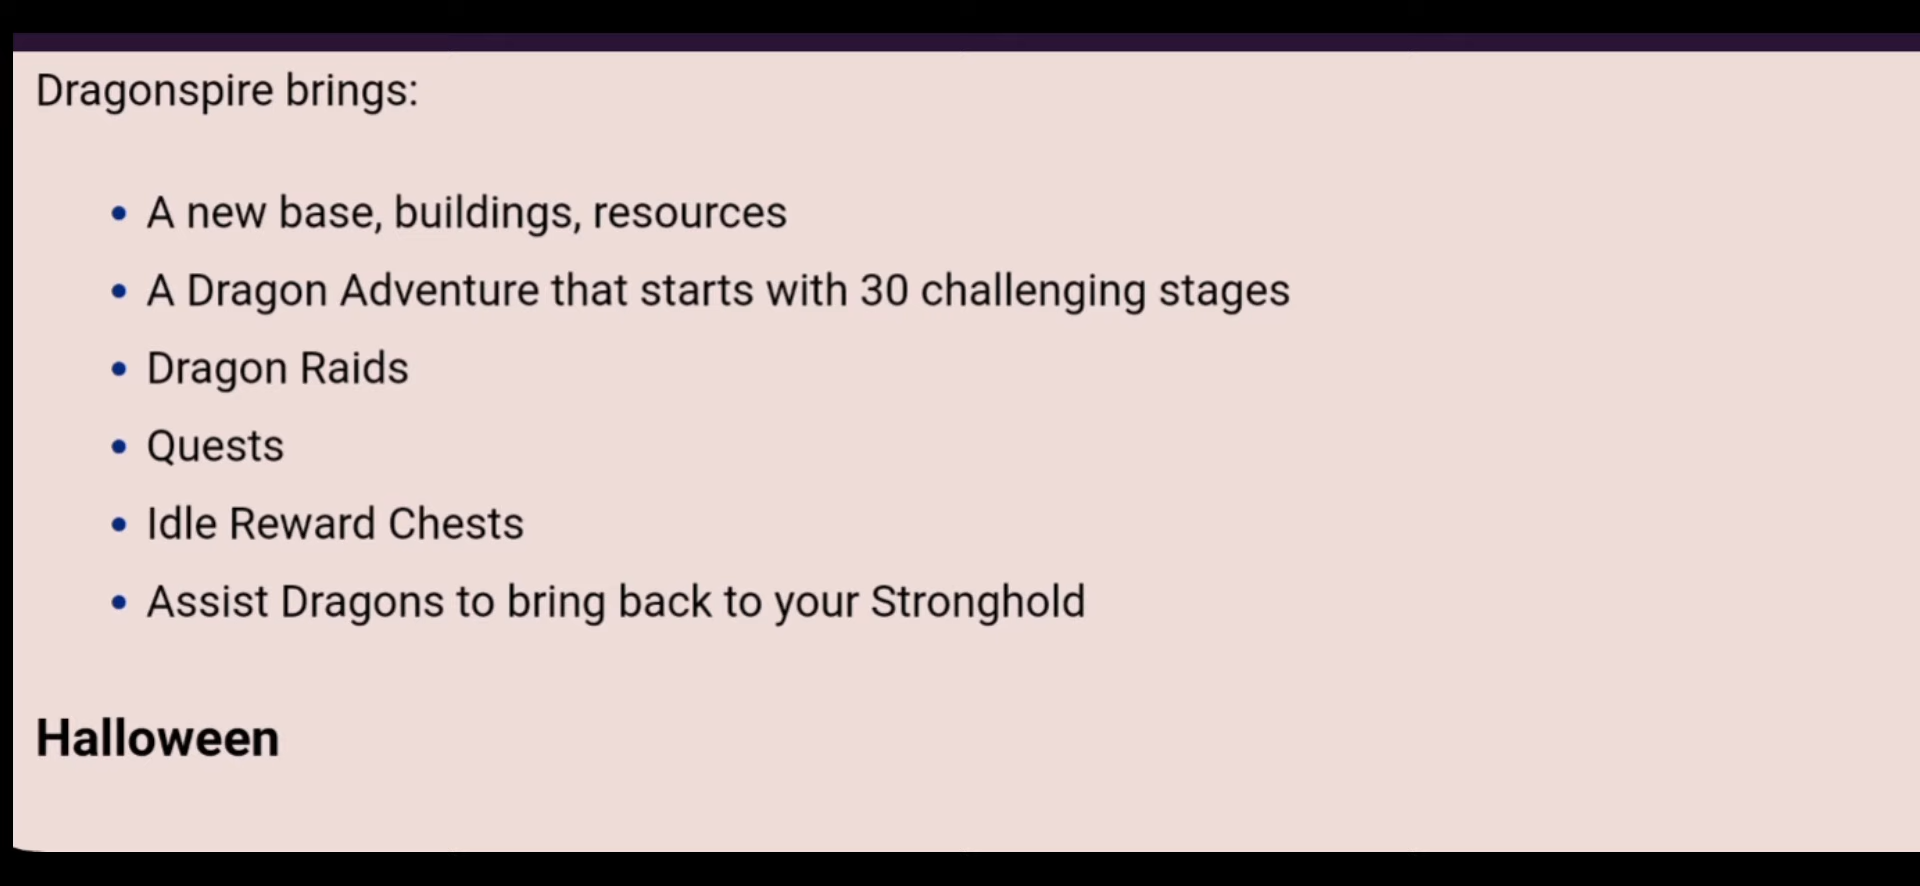 Dragonspire brings:
• A new base, buildings, resources
• A Dragon Adventure that starts with 30 challenging stages
• Dragon Raids
• Quests
• Idle Reward Chests
• Assist Dragons to bring back to your Stronghold
Halloween